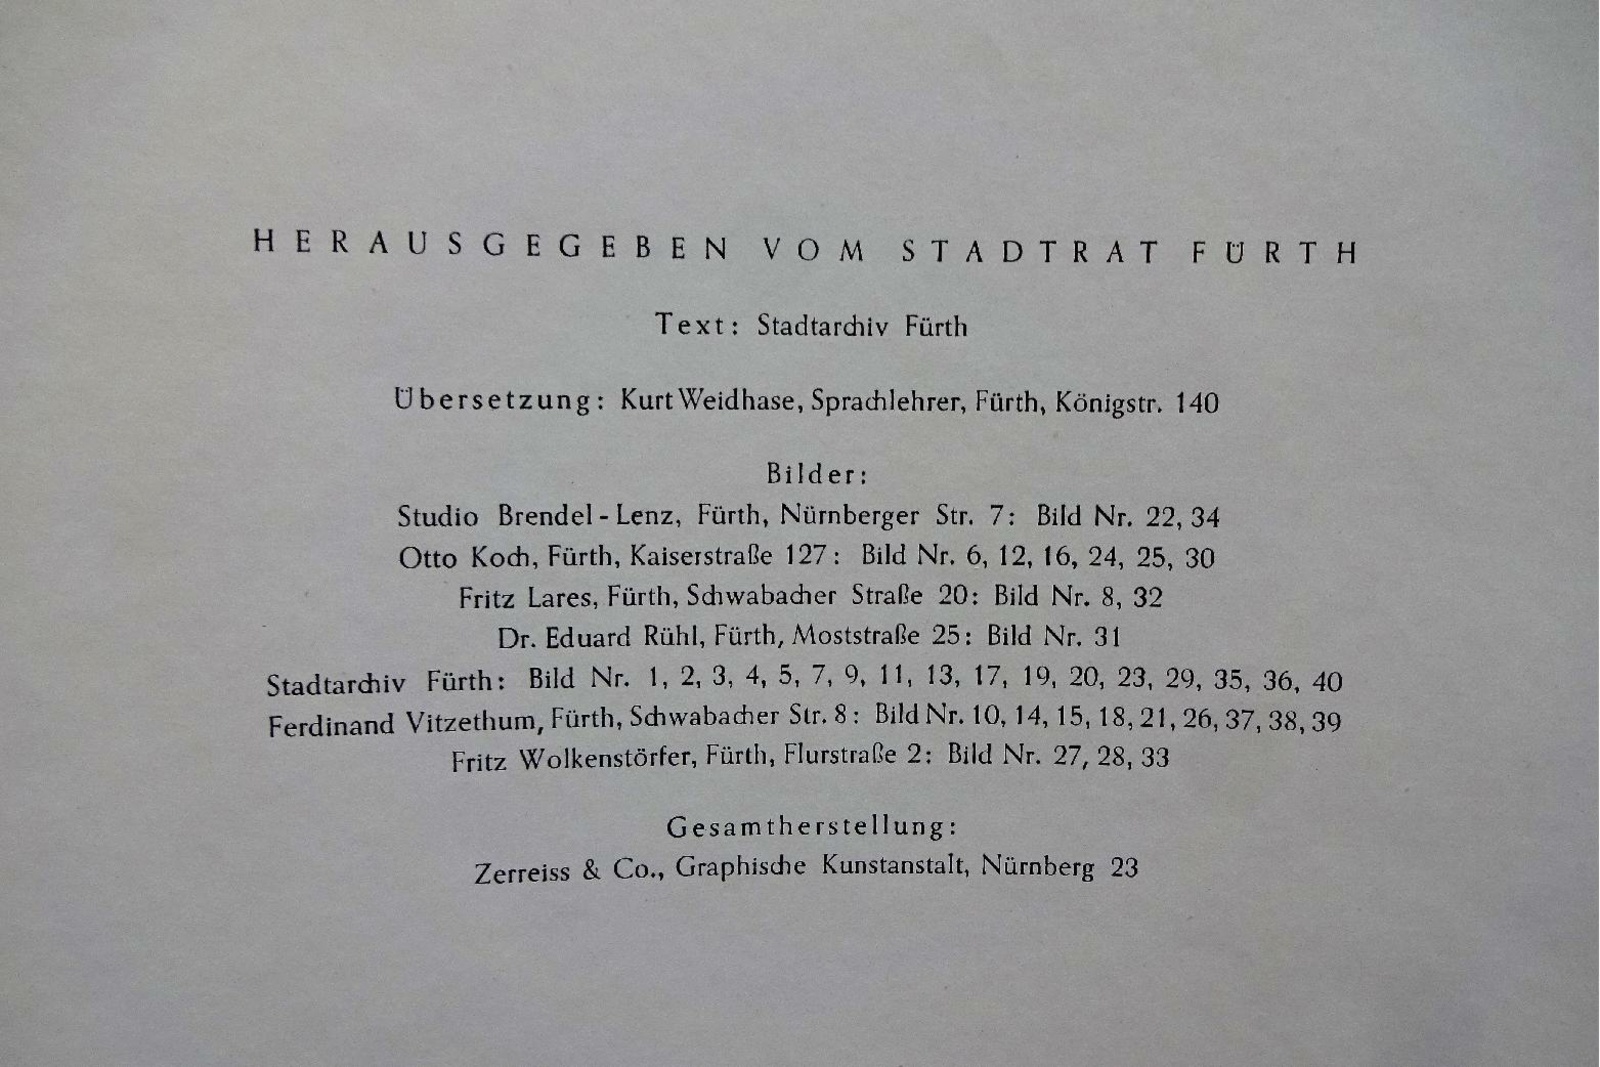 HERAUSGEGEBEN VOM STADTRAT FÜRTH
Text: Stadtarchiv Fürth
Übersetzung: Kurt Weidhase, Sprachlehrer, Fürth, Königstr. 140
Bilder:
Studio Brendel-Lenz, Fürth, Nürnberger Str. 7: Bild Nr. 22, 34
Otto Koch, Fürth, Kaiserstraße 127: Bild Nr. 6, 12, 16, 24, 25, 30
Fritz Lares, Fürth, Schwabacher Straße 20: Bild Nr. 8, 32
Dr. Eduard Rühl, Fürth, Moststraße 25: Bild Nr. 31
Stadtarchiv Fürth: Bild Nr. 1, 2, 3, 4, 5, 7, 9, 11, 13, 17, 19, 20, 23, 29, 35, 36, 40
Ferdinand Vitzethum, Fürth, Schwabacher Str. 8: Bild Nr. 10, 14, 15, 18, 21, 26, 37, 38, 39
Fritz Wolkenstörfer, Fürth, Flurstraße 2: Bild Nr. 27, 28, 33
Gesamtherstellung:
Zerreiss & Co., Graphische Kunstanstalt, Nürnberg 23